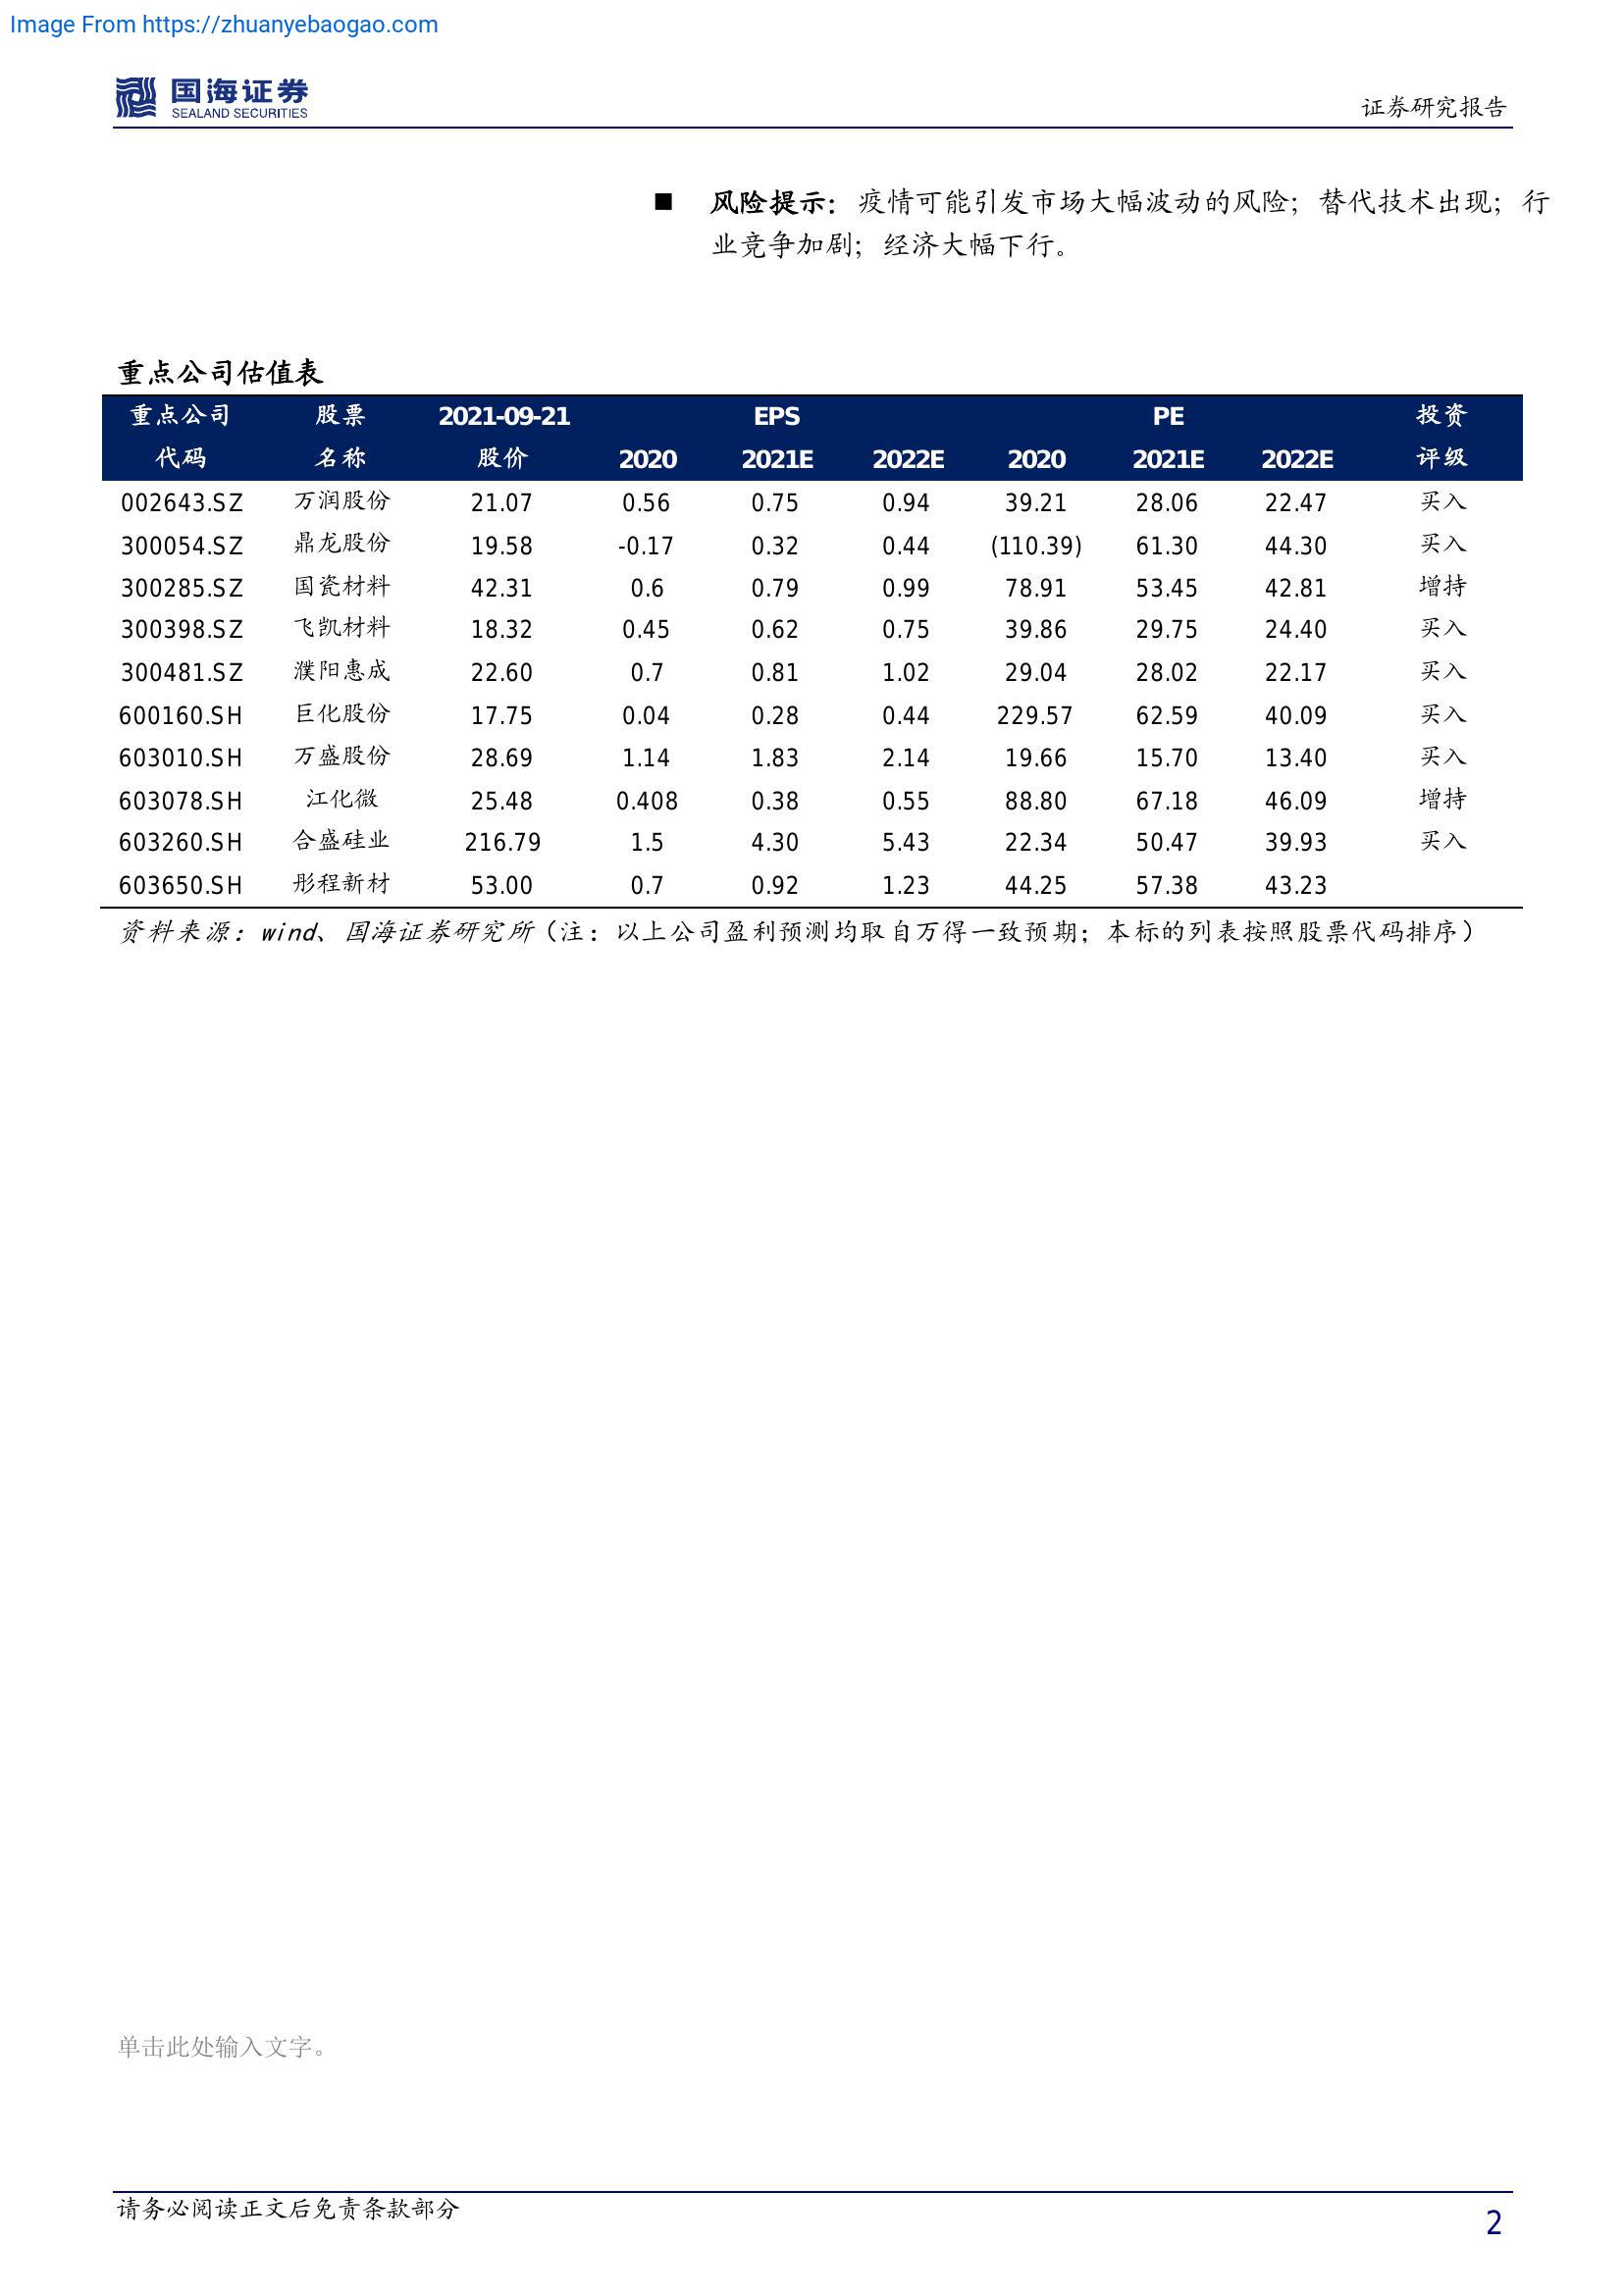 Image From https://zhuanyebaogao.com
国海证券
SEALAND SECURITIES
证券研究报告
■ 风险提示：疫情可能引发市场大幅波动的风险；替代技术出现；行
业竞争加剧；经济大幅下行。
重点公司估值表
重点公司 股票 2021-09-21 EPS PE 投资
代码 名称 股价 2020 2021E 2022E 2020 2021E 2022E 评级
002643.SZ 万润股份 21.07 0.56 0.75 0.94 39.21 28.06 22.47 买入
300054.SZ 鼎龙股份 19.58 -0.17 0.32 0.44 (110.39) 61.30 44.30 买入
300285.SZ 国瓷材料 42.31 0.6 0.79 0.99 78.91 53.45 42.81 增持
300398.SZ 飞凯材料 18.32 0.45 0.62 0.75 39.86 29.75 24.40 买入
300481.SZ 濮阳惠成 22.60 0.7 0.81 1.02 29.04 28.02 22.17 买入
600160.SH 巨化股份 17.75 0.04 0.28 0.44 229.57 62.59 40.09 买入
603010.SH 万盛股份 28.69 1.14 1.83 2.14 19.66 15.70 13.40 买入
603078.SH 江化微 25.48 0.408 0.38 0.55 88.80 67.18 46.09 增持
603260.SH 合盛硅业 216.79 1.5 4.30 5.43 22.34 50.47 39.93 买入
603650.SH 彤程新材 53.00 0.7 0.92 1.23 44.25 57.38 43.23
资料来源：wind、国海证券研究所（注：以上公司盈利预测均取自万得一致预期；本标的列表按照股票代码排序）
单击此处输入文字。
请务必阅读正文后免责条款部分
2